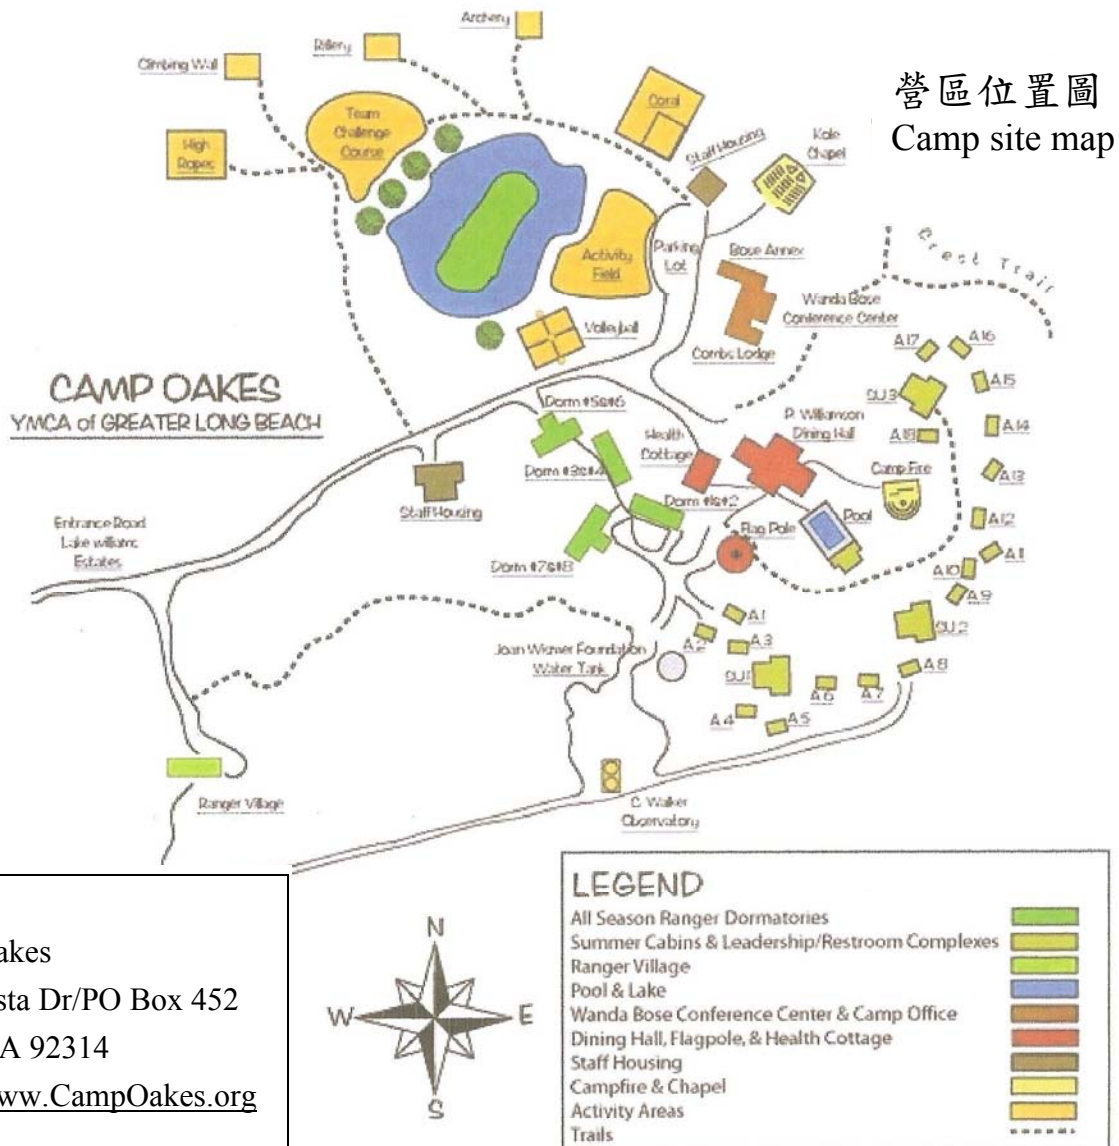 Archery
Riflery
Climbing Wall
Team
Challenge
Course
High
Ropes
Coral
Staff Housing
Kole
Chapel
營區位置圖
Camp site map
Crest Trail
Activity
Field
Parking
Lot
Bose Annex
Wanda Bose
Conference Center
Combs Lodge
Volleyball
CAMP OAKES
YMCA of GREATER LONG BEACH
A17
A16
A15
SU3
A14
A18
A13
Dorm #5&#6
Health
Cottage
P. Williamson
Dining Hall
Camp Fire
Dorm #3&#4
Dorm #1&#2
Staff Housing
Flag Pole
Pool
A12
A11
A10
A9
Entrance Road
Lake williams
Estates
Dorm #7&#8
A1
A2
A3
SU2
Joan Wismer Foundation
Water Tank
SU1
A8
A6
A7
A4
A5
Ranger Village
C. Walker
Observatory
akes
sta Dr/PO Box 452
A 92314
ww.CampOakes.org
N
W
E
S
LEGEND
All Season Ranger Dormatories
Summer Cabins & Leadership/Restroom Complexes
Ranger Village
Pool & Lake
Wanda Bose Conference Center & Camp Office
Dining Hall, Flagpole, & Health Cottage
Staff Housing
Campfire & Chapel
Activity Areas
Trails